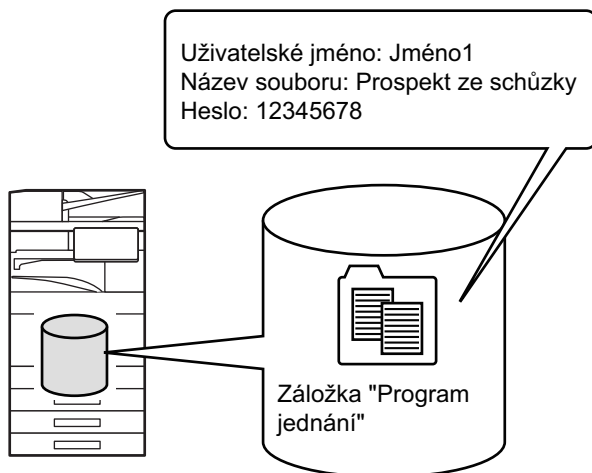 Uživatelské jméno: Jméno1
Název souboru: Prospekt ze schůzky
Heslo: 12345678
Záložka "Program
jednání"